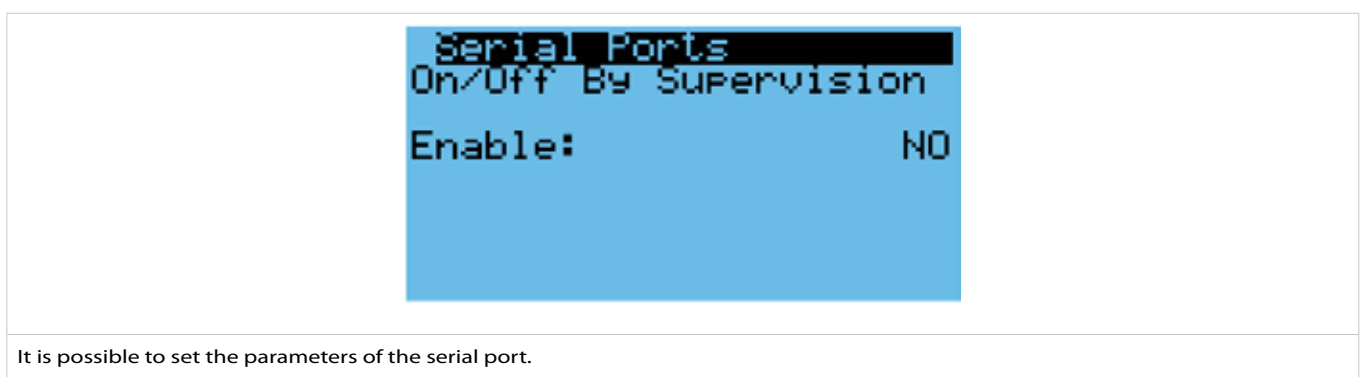 Serial Ports
On/Off By Supervision
Enable: NO
It is possible to set the parameters of the serial port.